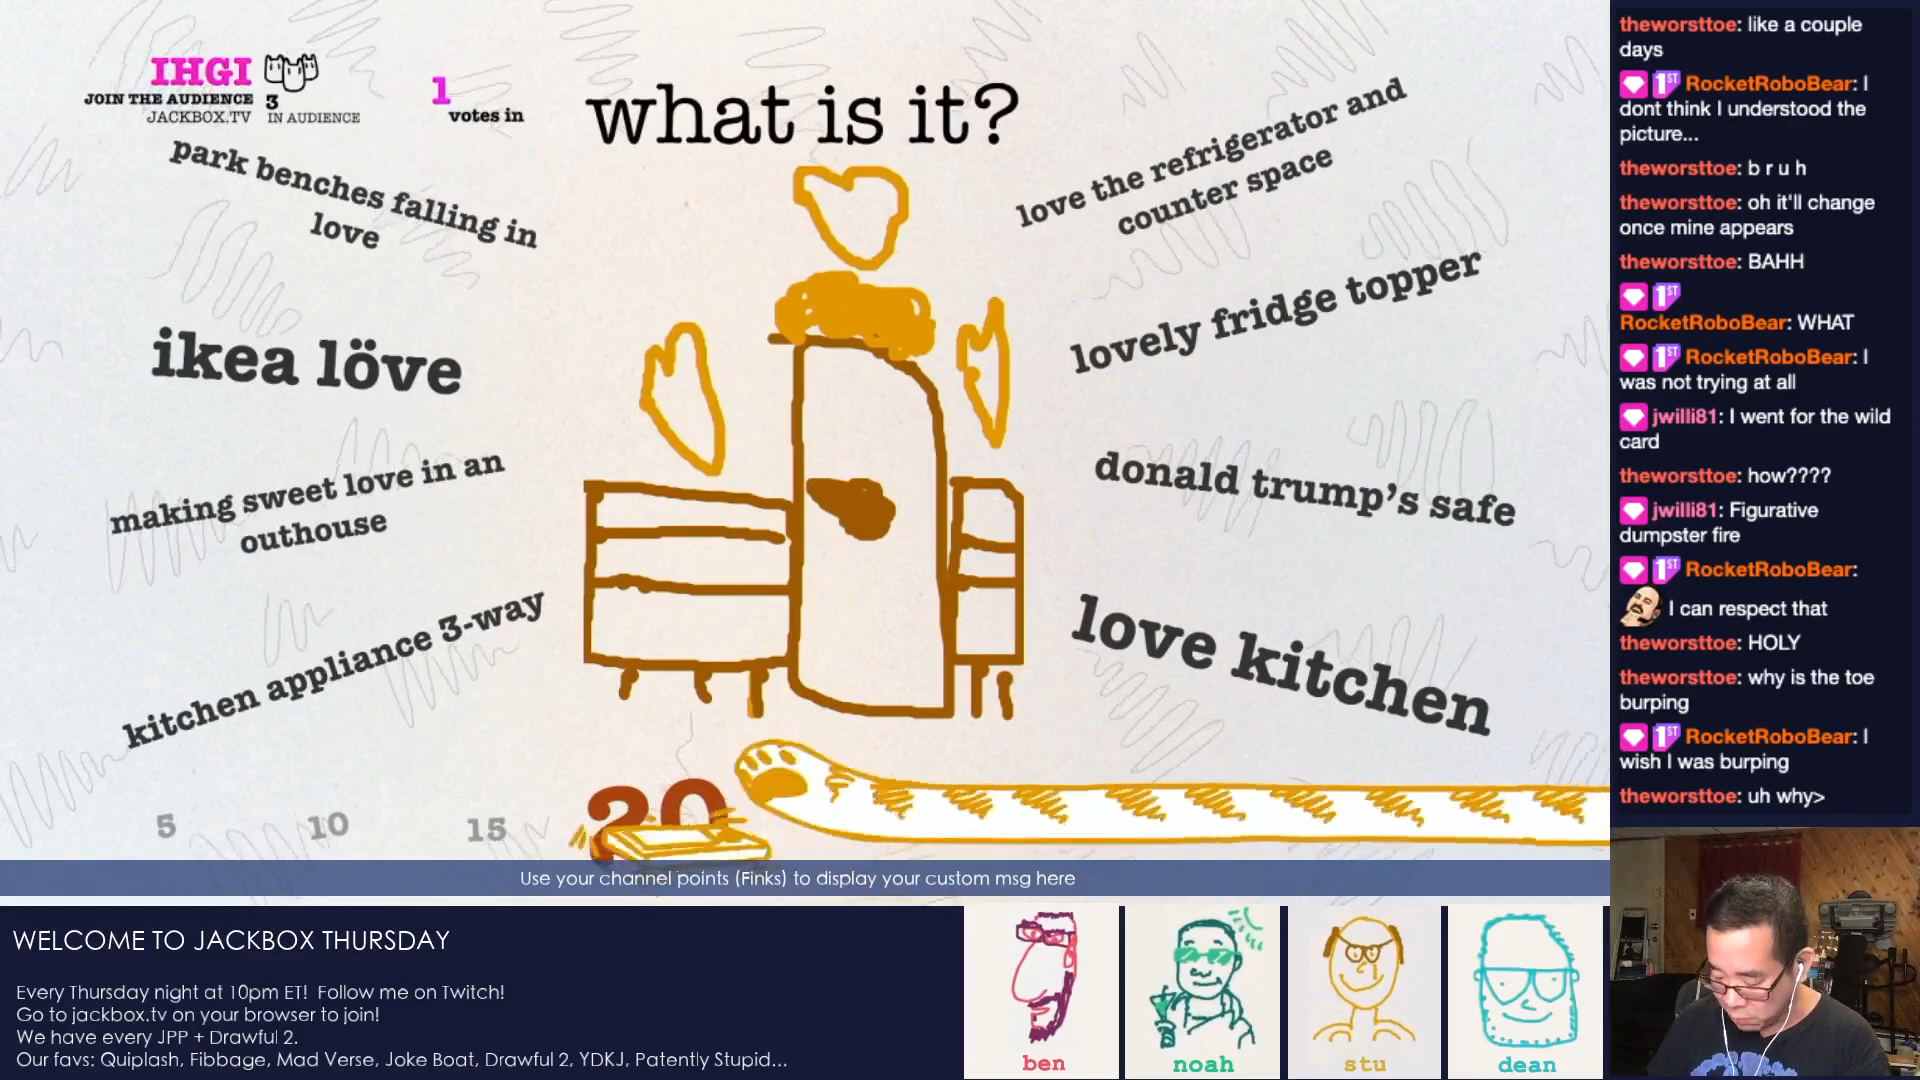 IHGI
JOIN THE AUDIENCE
JACKBOX.TV
3
IN AUDIENCE
1
votes in
what is it?
park benches falling in
love
ikea löve
making sweet love in an
outhouse
kitchen appliance 3-way
love the refrigerator and
counter space
lovely fridge topper
donald trump's safe
love kitchen
5
10
15
20
Use your channel points (Finks) to display your custom msg here
WELCOME TO JACKBOX THURSDAY
Every Thursday night at 10pm ET! Follow me on Twitch!
Go to jackbox.tv on your browser to join!
We have every JPP + Drawful 2.
Our favs: Quiplash, Fibbage, Mad Verse, Joke Boat, Drawful 2, YDKJ, Patently Stupid...
ben
noah
stu
dean
theworsttoe: like a couple
days
1ST RocketRoboBear: I
dont think I understood the
picture...
theworsttoe: b r u h
theworsttoe: oh it'll change
once mine appears
theworsttoe: BAHH
1ST
RocketRoboBear: WHAT
1ST RocketRoboBear: I
was not trying at all
jwilli81: I went for the wild
card
theworsttoe: how????
jwilli81: Figurative
dumpster fire
1ST RocketRoboBear:
I can respect that
theworsttoe: HOLY
theworsttoe: why is the toe
burping
1ST RocketRoboBear: I
wish I was burping
theworsttoe: uh why>